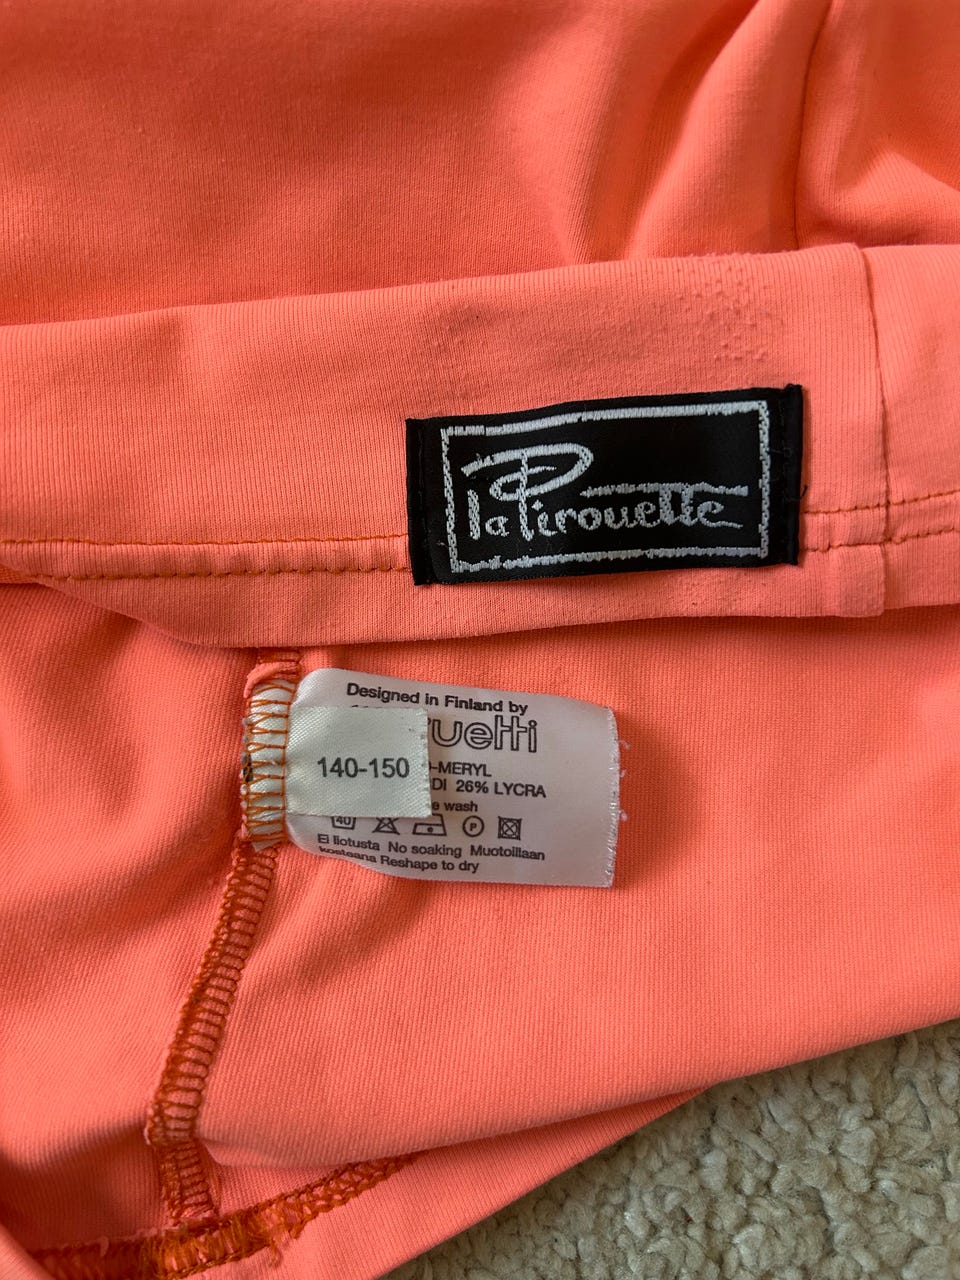 la Pirouette
Designed in Finland by
140-150
-MERYL
DI 26% LYCRA
wash
40
P
Ei liotusta No soaking Muotoillaan
kosteana Reshape to dry